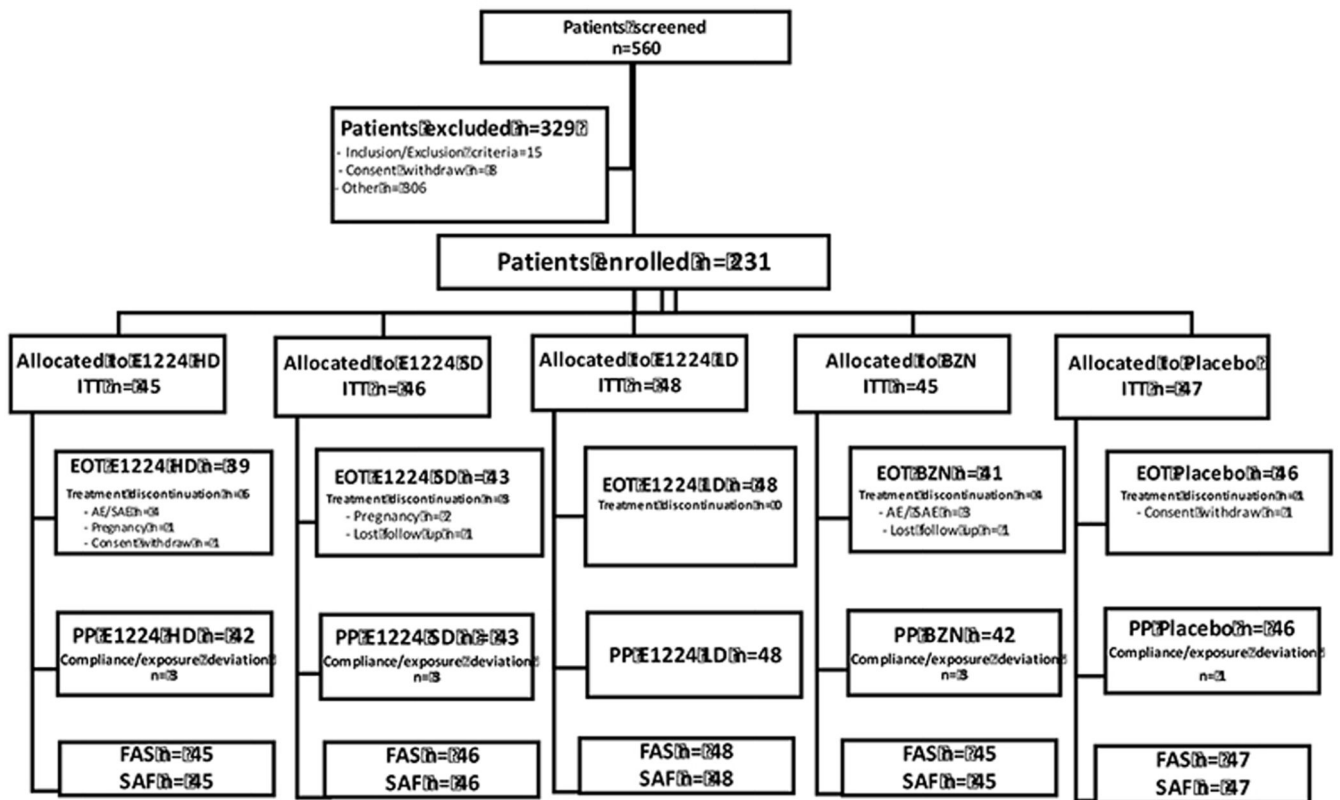 Patients screened
n=560
Patients excluded n=329
- Inclusion/Exclusion criteria=15
- Consent withdraw n= 8
- Other n= 306
Patients enrolled n= 231
Allocated to E1224 HD
ITT n= 45
Allocated to E1224 SD
ITT n= 46
Allocated to E1224 LD
ITT n= 48
Allocated to BZN
ITT n=45
Allocated to Placebo
ITT n= 47
EOT E1224 HD n= 39
Treatment discontinuation n= 6
- AE/SAE n= 4
- Pregnancy n= 1
- Consent withdraw n= 1
EOT E1224 SD n= 43
Treatment discontinuation n= 3
- Pregnancy n= 2
- Lost follow up n= 1
EOT E1224 LD n= 48
Treatment discontinuation n= 0
EOT BZN n= 41
Treatment discontinuation n= 4
- AE/ SAE n= 3
- Lost follow up n= 1
EOT Placebo n= 46
Treatment discontinuation n= 1
- Consent withdraw n= 1
PP E1224 HD n= 42
Compliance/exposure deviation
n= 3
PP E1224 SD n= 43
Compliance/exposure deviation
n= 3
PP E1224 LD n= 48
PP BZN n= 42
Compliance/exposure deviation
n= 3
PP Placebo n= 46
Compliance/exposure deviation
n= 1
FAS n= 45
SAF n= 45
FAS n= 46
SAF n= 46
FAS n= 48
SAF n= 48
FAS n= 45
SAF n= 45
FAS n= 47
SAF n= 47